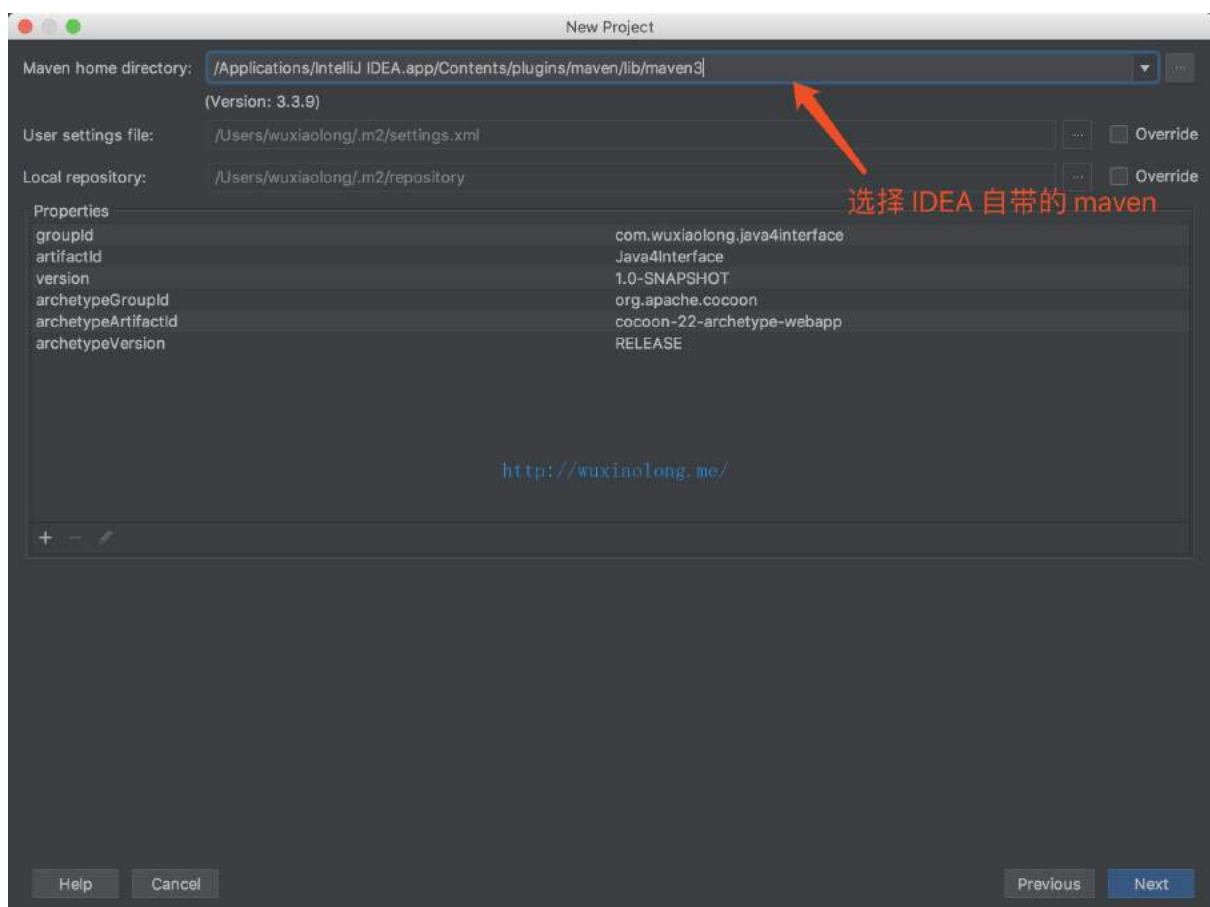 New Project
Maven home directory: /Applications/IntelliJ IDEA.app/Contents/plugins/maven/lib/maven3
(Version: 3.3.9)
User settings file: /Users/wuxiaolong/.m2/settings.xml Override
Local repository: /Users/wuxiaolong/.m2/repository Override
选择 IDEA 自带的 maven
Properties
groupId com.wuxiaolong.java4interface
artifactId Java4Interface
version 1.0-SNAPSHOT
archetypeGroupId org.apache.cocoon
archetypeArtifactId cocoon-22-archetype-webapp
archetypeVersion RELEASE
http://wuxiaolong.me/
Help Cancel Previous Next